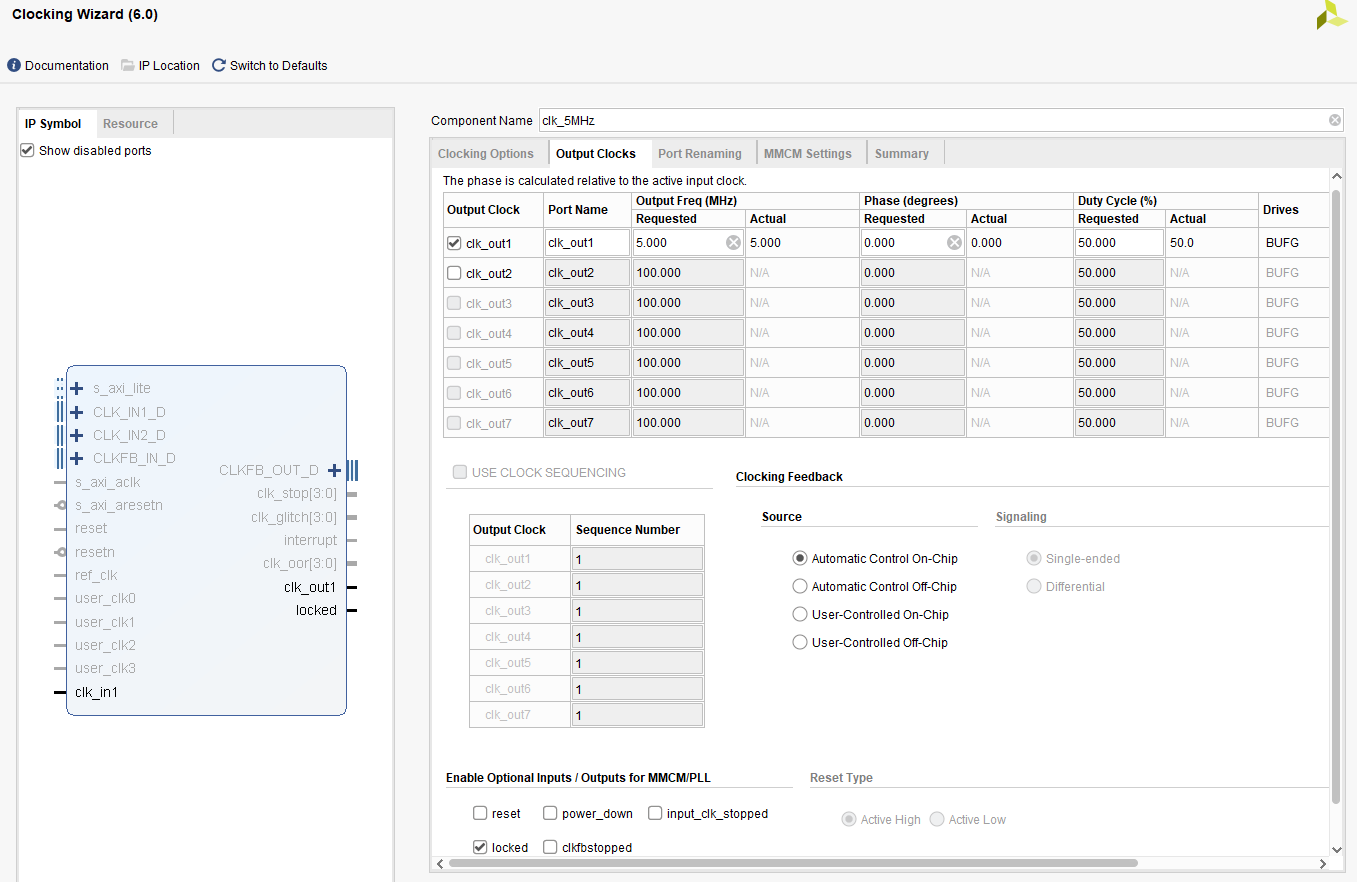 Clocking Wizard (6.0)
Documentation IP Location Switch to Defaults
IP Symbol Resource
Show disabled ports
s_axi_lite
CLK_IN1_D
CLK_IN2_D
CLKFB_IN_D
s_axi_aclk
s_axi_aresetn
reset
resetn
ref_clk
user_clk0
user_clk1
user_clk2
user_clk3
clk_in1
CLKFB_OUT_D
clk_stop[3:0]
clk_glitch[3:0]
interrupt
clk_oor[3:0]
clk_out1
locked
Component Name clk_5MHz
Clocking Options Output Clocks Port Renaming MMCM Settings Summary
The phase is calculated relative to the active input clock.
Output Clock Port Name Output Freq (MHz) Phase (degrees) Duty Cycle (%) Drives
Requested Actual Requested Actual Requested Actual
clk_out1 clk_out1 5.000 5.000 0.000 0.000 50.000 50.0 BUFG
clk_out2 clk_out2 100.000 N/A 0.000 N/A 50.000 N/A BUFG
clk_out3 clk_out3 100.000 N/A 0.000 N/A 50.000 N/A BUFG
clk_out4 clk_out4 100.000 N/A 0.000 N/A 50.000 N/A BUFG
clk_out5 clk_out5 100.000 N/A 0.000 N/A 50.000 N/A BUFG
clk_out6 clk_out6 100.000 N/A 0.000 N/A 50.000 N/A BUFG
clk_out7 clk_out7 100.000 N/A 0.000 N/A 50.000 N/A BUFG
USE CLOCK SEQUENCING
Output Clock Sequence Number
clk_out1 1
clk_out2 1
clk_out3 1
clk_out4 1
clk_out5 1
clk_out6 1
clk_out7 1
Clocking Feedback
Source Signaling
Automatic Control On-Chip Single-ended
Automatic Control Off-Chip Differential
User-Controlled On-Chip
User-Controlled Off-Chip
Enable Optional Inputs / Outputs for MMCM/PLL Reset Type
reset power_down input_clk_stopped Active High Active Low
locked clkfbstopped